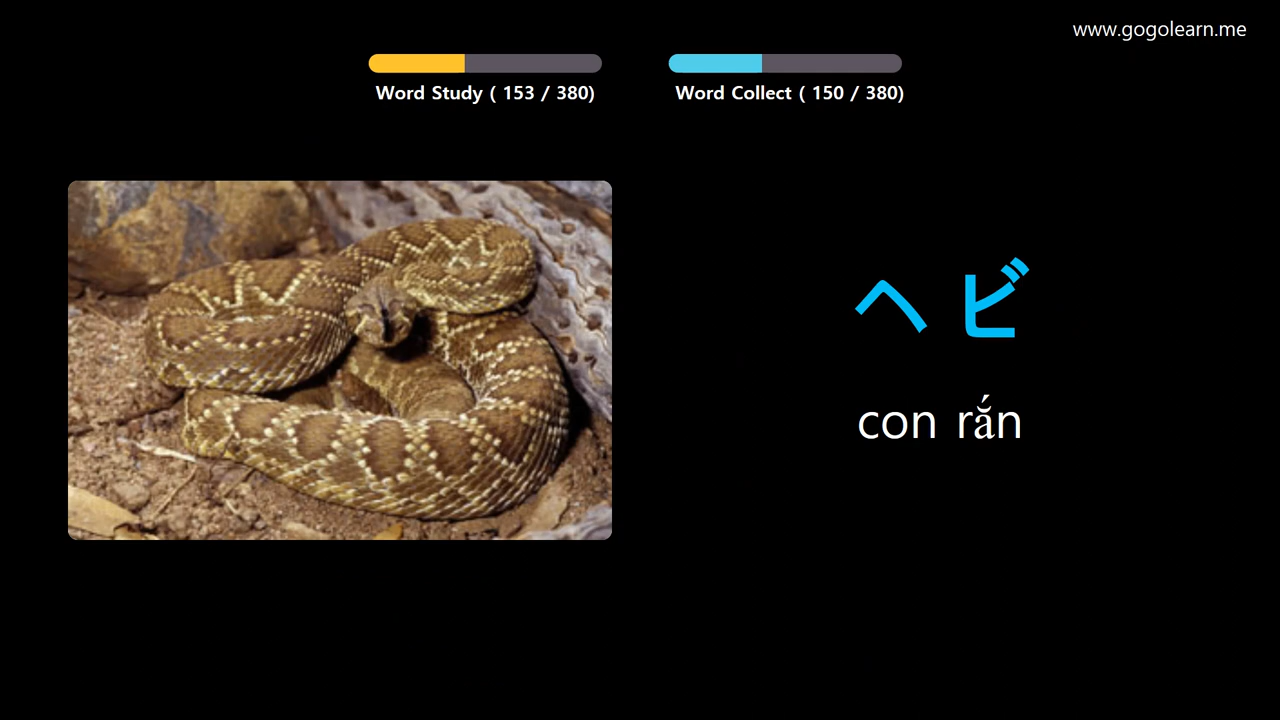 www.gogolearn.me
Word Study ( 153 / 380)
Word Collect ( 150 / 380)
ヘビ
con rắn